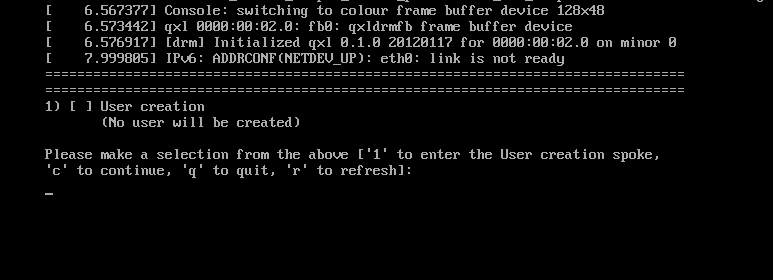 [    6.567377] Console: switching to colour frame buffer device 128x48
[    6.573442] qxl 0000:00:02.0: fb0: qxldrmfb frame buffer device
[    6.576917] [drm] Initialized qxl 0.1.0 20120117 for 0000:00:02.0 on minor 0
[    7.999805] IPv6: ADDRCONF(NETDEV_UP): eth0: link is not ready
================================================================================
================================================================================
1) [ ] User creation
       (No user will be created)
Please make a selection from the above ['1' to enter the User creation spoke,
'c' to continue, 'q' to quit, 'r' to refresh]:
_